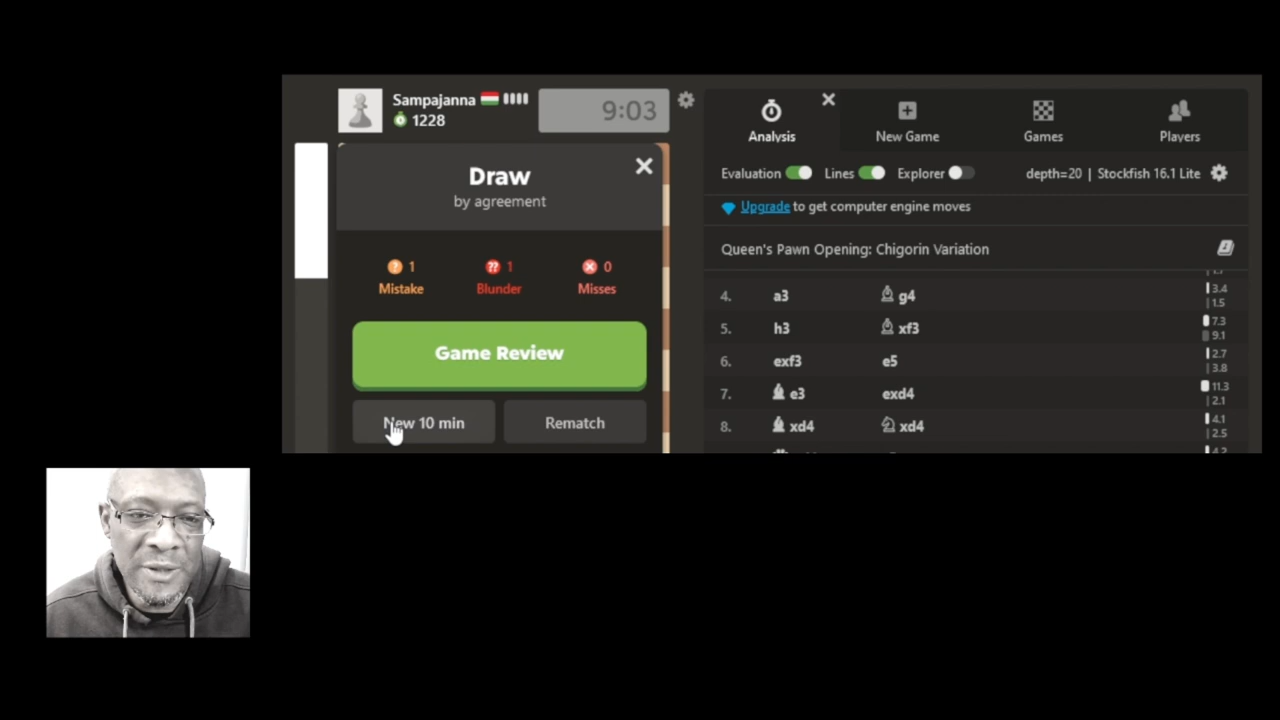 Sampajanna
1228
9:03
Draw
by agreement
1
Mistake
1
Blunder
0
Misses
Game Review
New 10 min
Rematch
Analysis
New Game
Games
Players
Evaluation Lines Explorer depth=20 | Stockfish 16.1 Lite
Upgrade to get computer engine moves
Queen's Pawn Opening: Chigorin Variation
4. a3 g4 3.4
1.5
5. h3 xf3 7.3
9.1
6. exf3 e5 2.7
3.8
7. e3 exd4 11.3
2.1
8. xd4 xd4 4.1
2.5